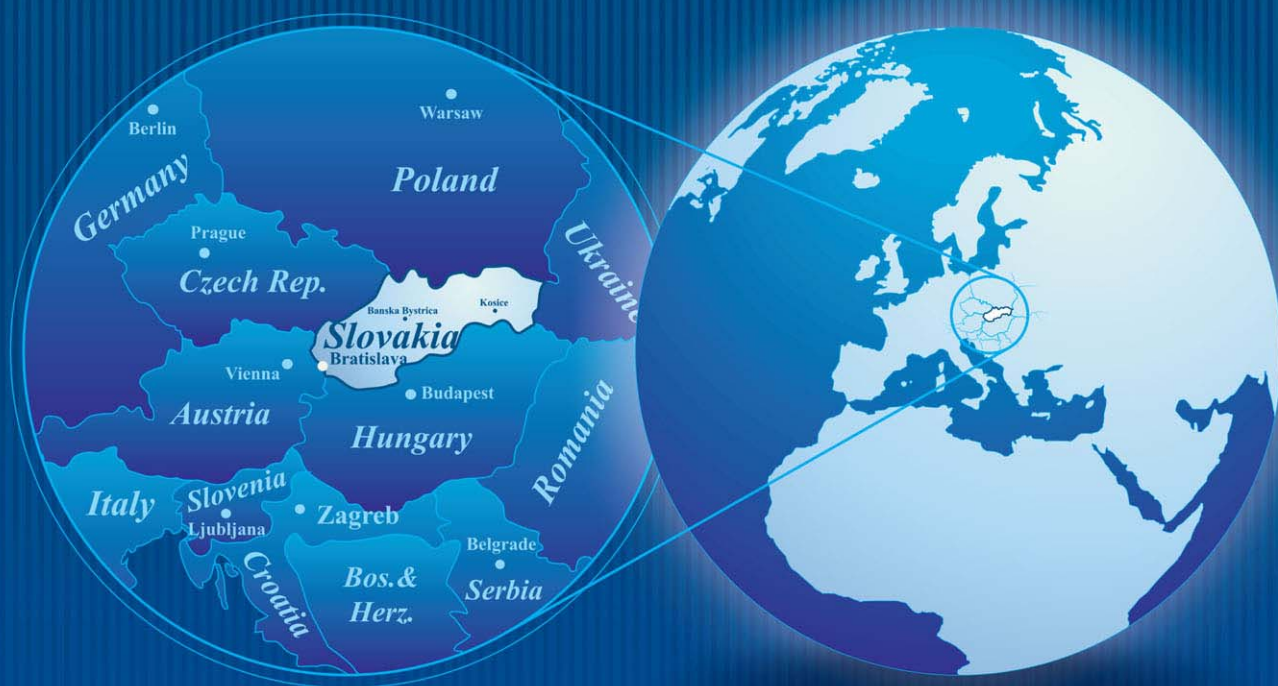 Berlin
Warsaw
Germany
Poland
Prague
Czech Rep.
Ukraine
Banska Bystrica
Kosice
Slovakia
Bratislava
Vienna
Budapest
Austria
Hungary
Romania
Italy
Slovenia
Ljubljana
Zagreb
Croatia
Bos.&
Herz.
Belgrade
Serbia